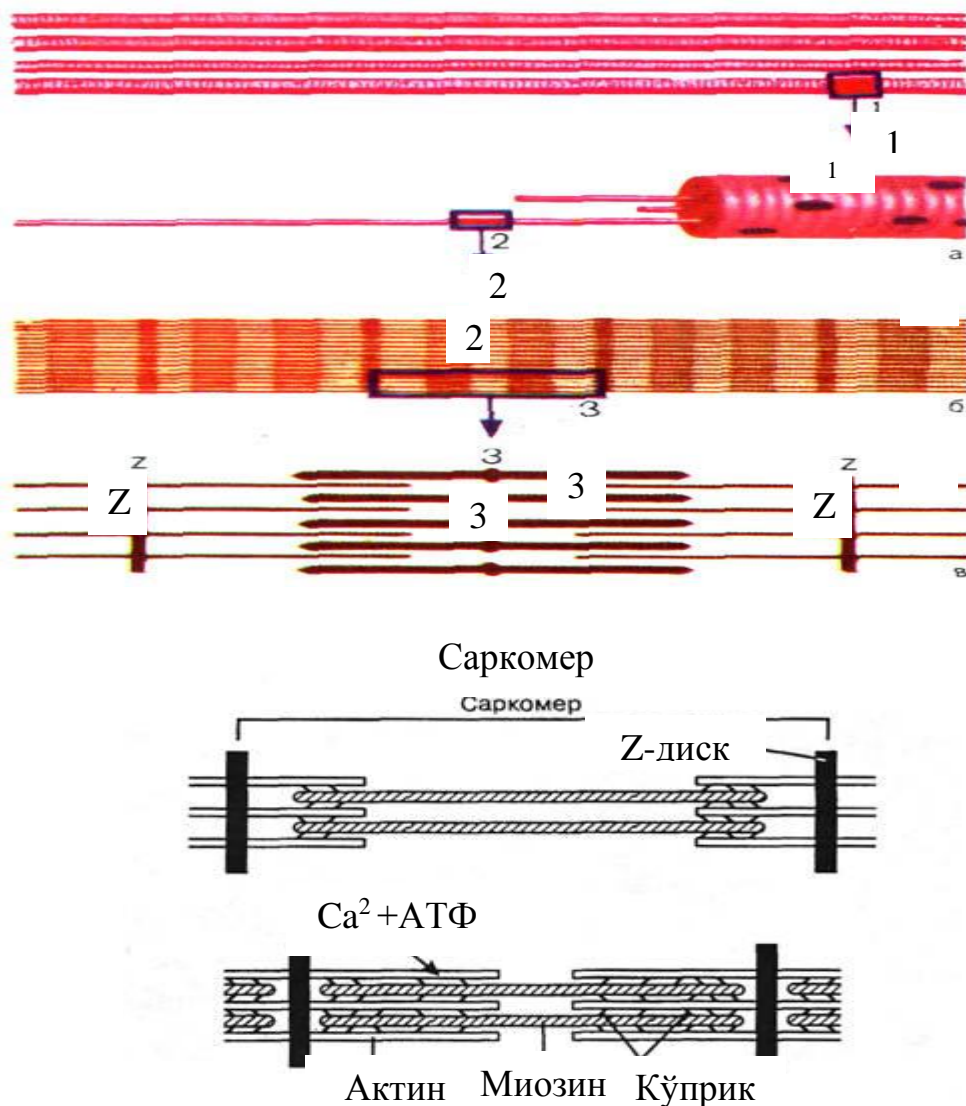 1
1
1
2
а
2
2
3
б
Z
3
Z
Z
3
3
Z
в
Саркомер
Саркомер
Z-диск
Ca² +АТФ
Актин Миозин Кўприк